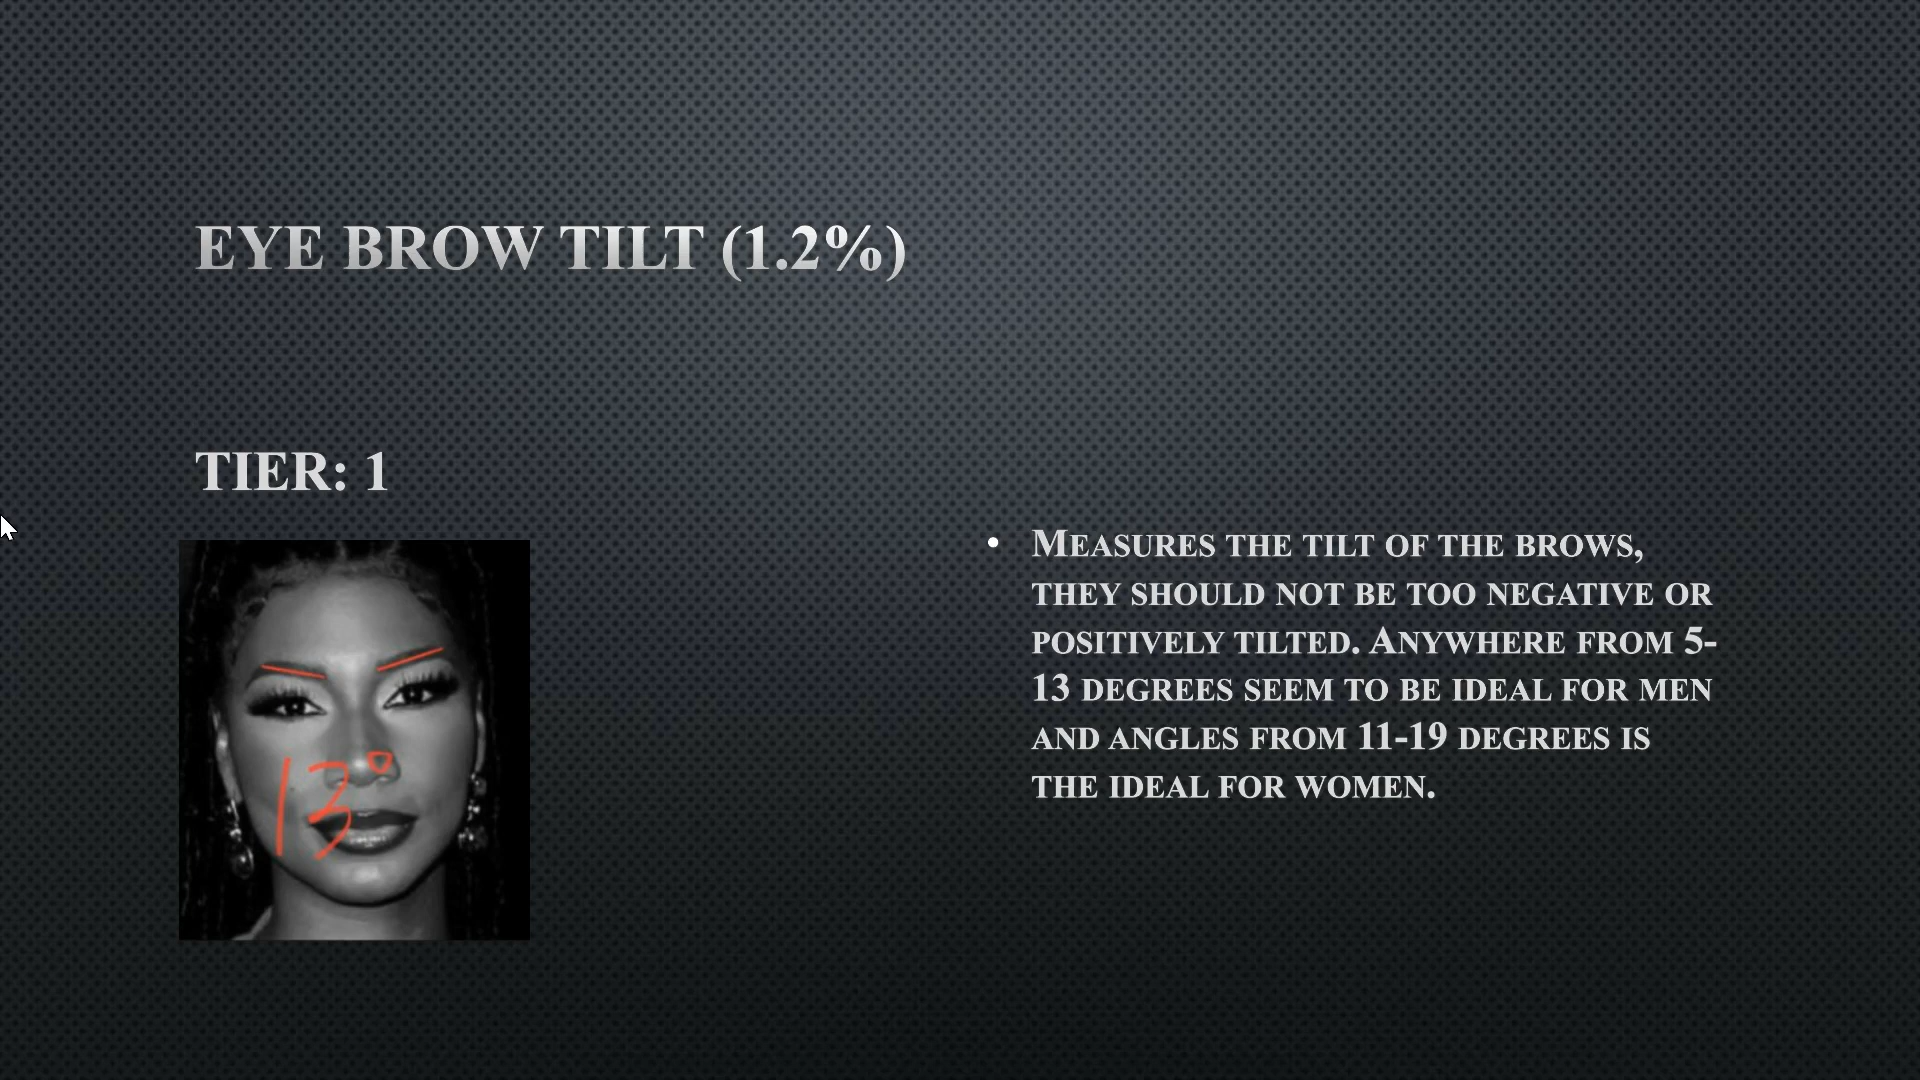 EYE BROW TILT (1.2%)
TIER: 1
13°
• MEASURES THE TILT OF THE BROWS,
THEY SHOULD NOT BE TOO NEGATIVE OR
POSITIVELY TILTED. ANYWHERE FROM 5-
13 DEGREES SEEM TO BE IDEAL FOR MEN
AND ANGLES FROM 11-19 DEGREES IS
THE IDEAL FOR WOMEN.